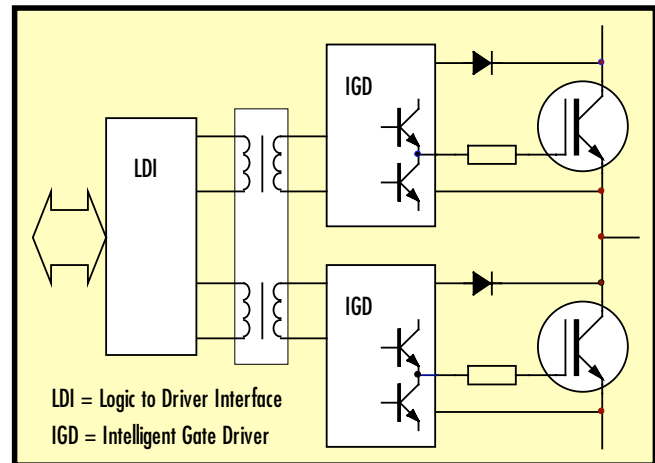 IGD
LDI
IGD
LDI = Logic to Driver Interface
IGD = Intelligent Gate Driver